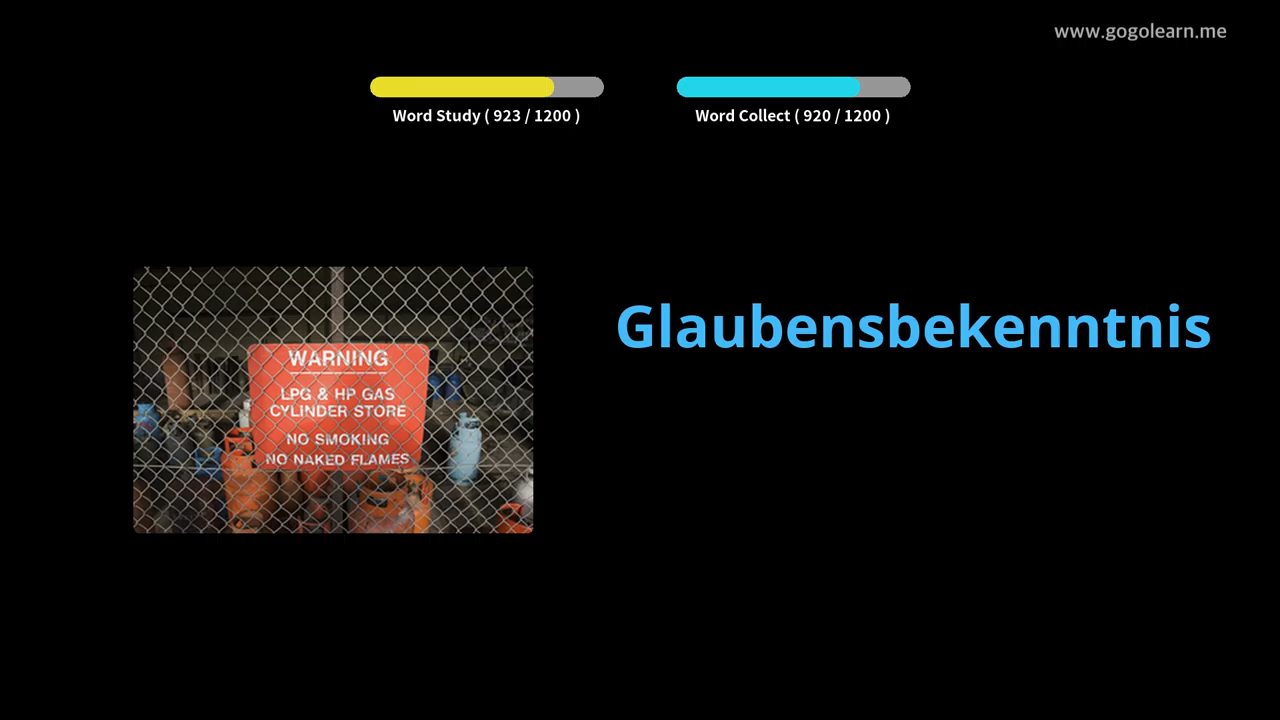 www.gogolearn.me
Word Study ( 923 / 1200 )
Word Collect ( 920 / 1200 )
Glaubensbekenntnis
WARNING
LPG & HP GAS
CYLINDER STORE
NO SMOKING
NO NAKED FLAMES